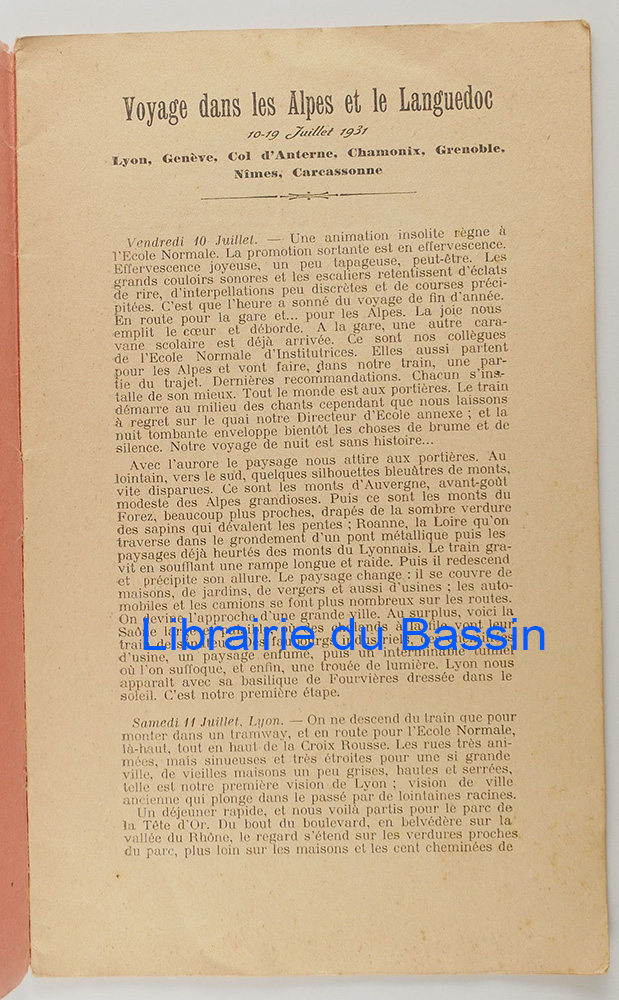 Voyage dans les Alpes et le Languedoc
10-19 Juillet 1931
Lyon, Genève, Col d'Anterne, Chamonix, Grenoble,
Nîmes, Carcassonne
Vendredi 10 Juillet. — Une animation insolite règne à
l'Ecole Normale. La promotion sortante est en effervescence.
Effervescence joyeuse, un peu tapageuse, peut-être. Les
grands couloirs sonores et les escaliers retentissent d'éclats
de rire, d'interpellations peu discrètes et de courses préci-
pitées. C'est que l'heure a sonné du voyage de fin d'année.
En route pour la gare et... pour les Alpes. La joie nous
emplit le cœur et déborde. A la gare, une autre cara-
vane scolaire est déjà arrivée. Ce sont nos collègues
de l'Ecole Normale d'Institutrices. Elles aussi partent
pour les Alpes et vont faire, dans notre train, une par-
tie du trajet. Dernières recommandations. Chacun s'ins-
talle de son mieux. Tout le monde est aux portières. Le train
démarre au milieu des chants cependant que nous laissons
à regret sur le quai notre Directeur d'Ecole annexe ; et la
nuit tombante enveloppe bientôt les choses de brume et de
silence. Notre voyage de nuit est sans histoire...
Avec l'aurore le paysage nous attire aux portières. Au
lointain, vers le sud, quelques silhouettes bleuâtres de monts,
vite disparues. Ce sont les monts d'Auvergne, avant-goût
modeste des Alpes grandioses. Puis ce sont les monts du
Forez, beaucoup plus proches, drapés de la sombre verdure
des sapins qui dévalent les pentes ; Roanne, la Loire qu'on
traverse dans le grondement d'un pont métallique puis les
paysages déjà heurtés des monts du Lyonnais. Le train gra-
vit en soufflant une rampe longue et raide. Puis il redescend
et précipite son allure. Le paysage change : il se couvre de
maisons, de jardins, de vergers et aussi d'usines ; les auto-
mobiles et les camions se font plus nombreux sur les routes.
On devine l'approche d'une grande ville. Au surplus, voici la
Librairie du Bassin
d'usine, un paysage enfumé, puis un interminable tunnel
où l'on suffoque, et enfin, une trouée de lumière. Lyon nous
apparaît avec sa basilique de Fourvières dressée dans le
soleil. C'est notre première étape.
Samedi 11 Juillet, Lyon. — On ne descend du train que pour
monter dans un tramway, et en route pour l'Ecole Normale,
là-haut, tout en haut de la Croix Rousse. Les rues très ani-
mées, mais sinueuses et très étroites pour une si grande
ville, de vieilles maisons un peu grises, hautes et serrées,
telle est notre première vision de Lyon ; vision de ville
ancienne qui plonge dans le passé par de lointaines racines.
Un déjeuner rapide, et nous voilà partis pour le parc de
la Tête d'Or. Du bout du boulevard, en belvédère sur la
vallée du Rhône, le regard s'étend sur les verdures proches
du parc, plus loin sur les maisons et les cent cheminées de